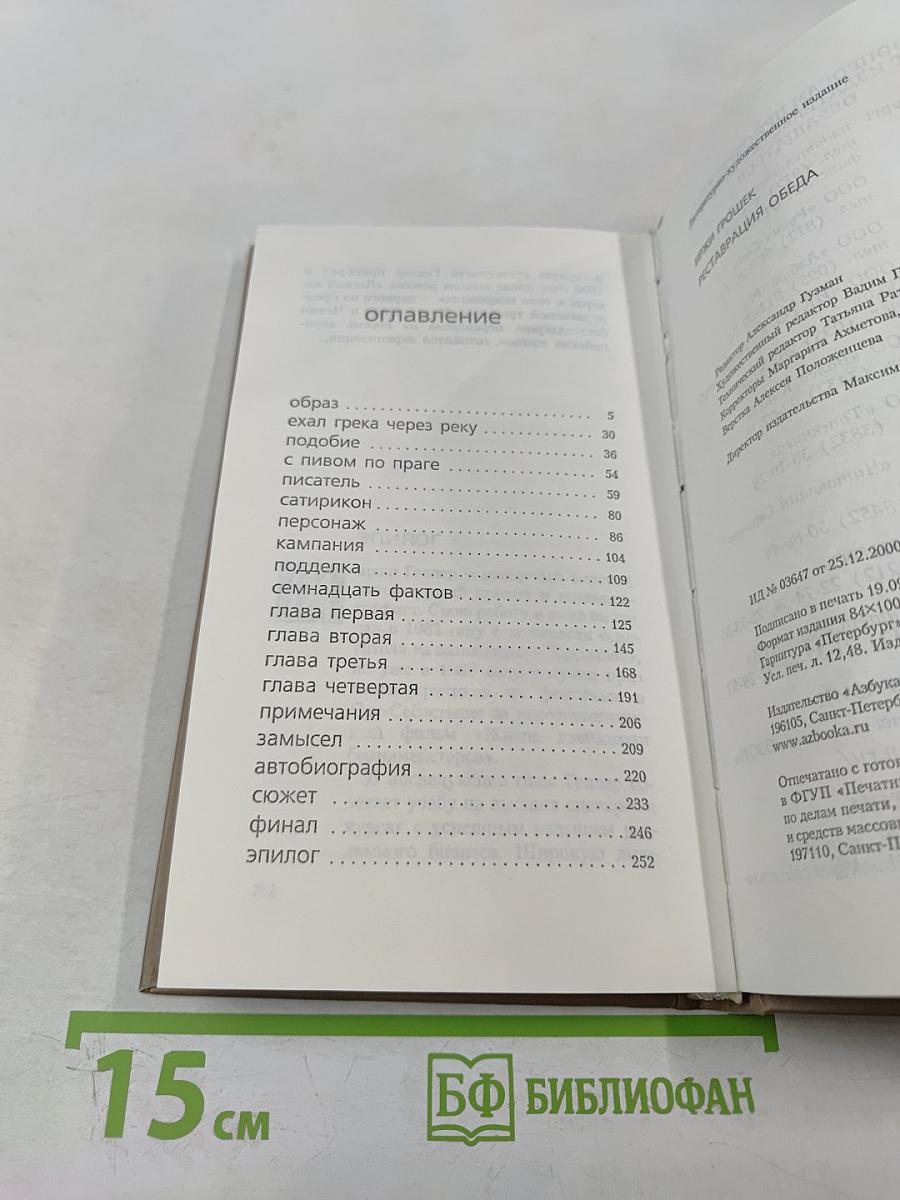 оглавление
образ 5
ехал грека через реку 30
подобие 36
с пивом по праге 54
писатель 59
сатирикон 80
персонаж 86
кампания 104
подделка 109
семнадцать фактов 122
глава первая 125
глава вторая 145
глава третья 168
глава четвертая 191
примечания 206
замысел 209
автобиография 220
сюжет 233
финал 246
эпилог 252
Литературно-художественное издание
ИРЖИ ГРОШЕК
РЕСТАВРАЦИЯ ОБЕДА
Редактор Александр Гузман
Художественный редактор Вадим
Технический редактор Татьяна
Корректоры Маргарита Ахметова,
Верстка Алексея Положенцева
Директор издательства Максим
ИД № 03647 от 25.12.2000
Подписано в печать 19.09
Формат издания 84×100
Гарнитура «Петербург»
Усл. печ. л. 12,48.
Издательство «Азбука
196105, Санкт-Петерб
www.azbooka.ru
Отпечатано с готов
в ФГУП «Печатн
по делам печати,
и средств массовы
197110, Санкт-П
15 см
БФ БИБЛИОФАН